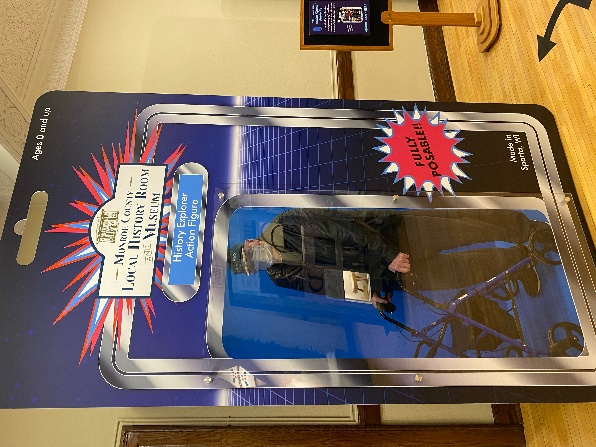 Ages 0 and up
MONROE COUNTY
LOCAL HISTORY ROOM
AND
MUSEUM
History Explorer
Action Figure
FULLY
POSABLE!!
Made in
Sparta, WI